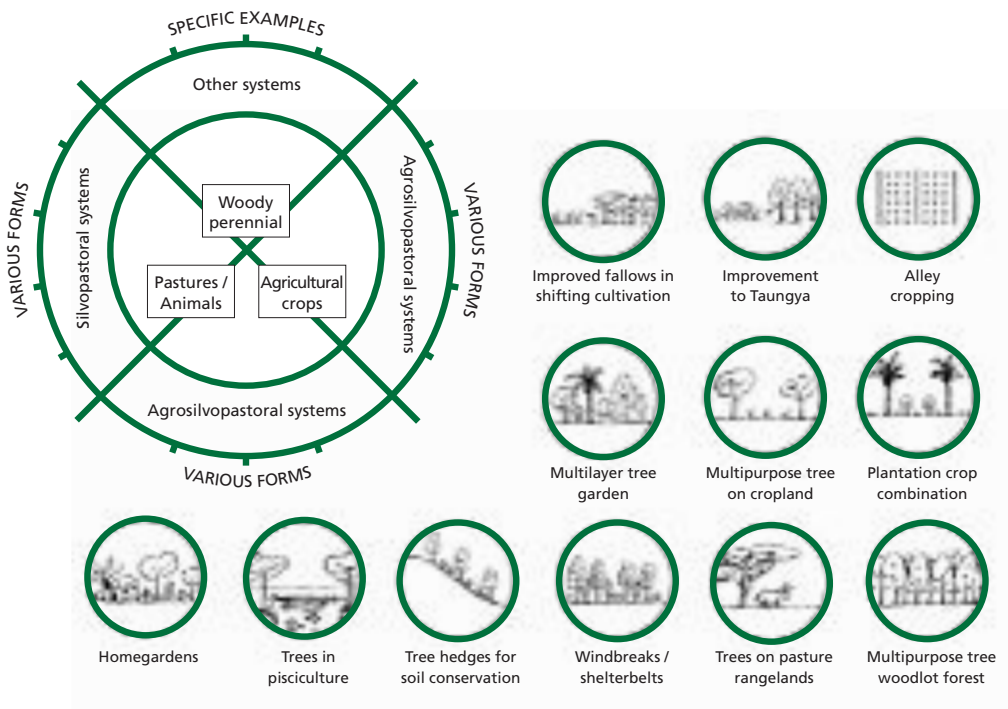 SPECIFIC EXAMPLES
Other systems
VARIOUS FORMS
Silvopastoral systems
Woody
perennial
Pastures /
Animals
Agricultural
crops
Agrosilvopastoral systems
VARIOUS FORMS
Agrosilvopastoral systems
VARIOUS FORMS
Improved fallows in
shifting cultivation
Improvement
to Taungya
Alley
cropping
Multilayer tree
garden
Multipurpose tree
on cropland
Plantation crop
combination
Homegardens
Trees in
pisciculture
Tree hedges for
soil conservation
Windbreaks /
shelterbelts
Trees on pasture
rangelands
Multipurpose tree
woodlot forest